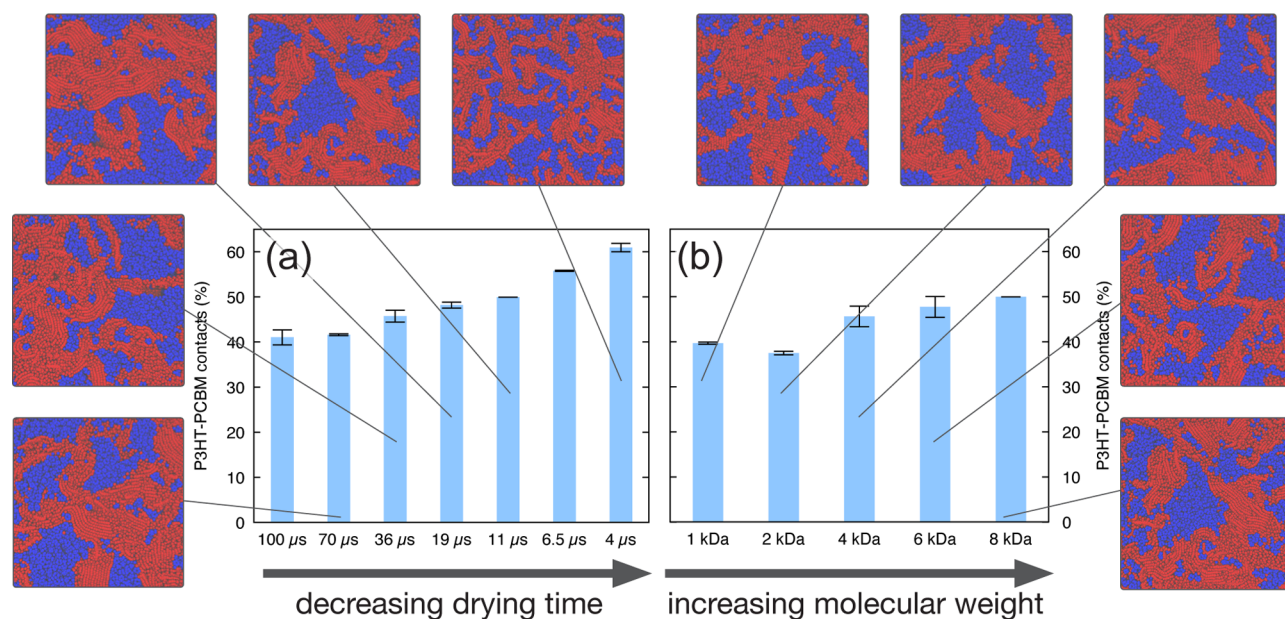 (a)
P3HT-PCBM contacts (%)
60
50
40
30
20
10
0
100 μs 70 μs 36 μs 19 μs 11 μs 6.5 μs 4 μs
decreasing drying time
(b)
P3HT-PCBM contacts (%)
60
50
40
30
20
10
0
1 kDa 2 kDa 4 kDa 6 kDa 8 kDa
increasing molecular weight